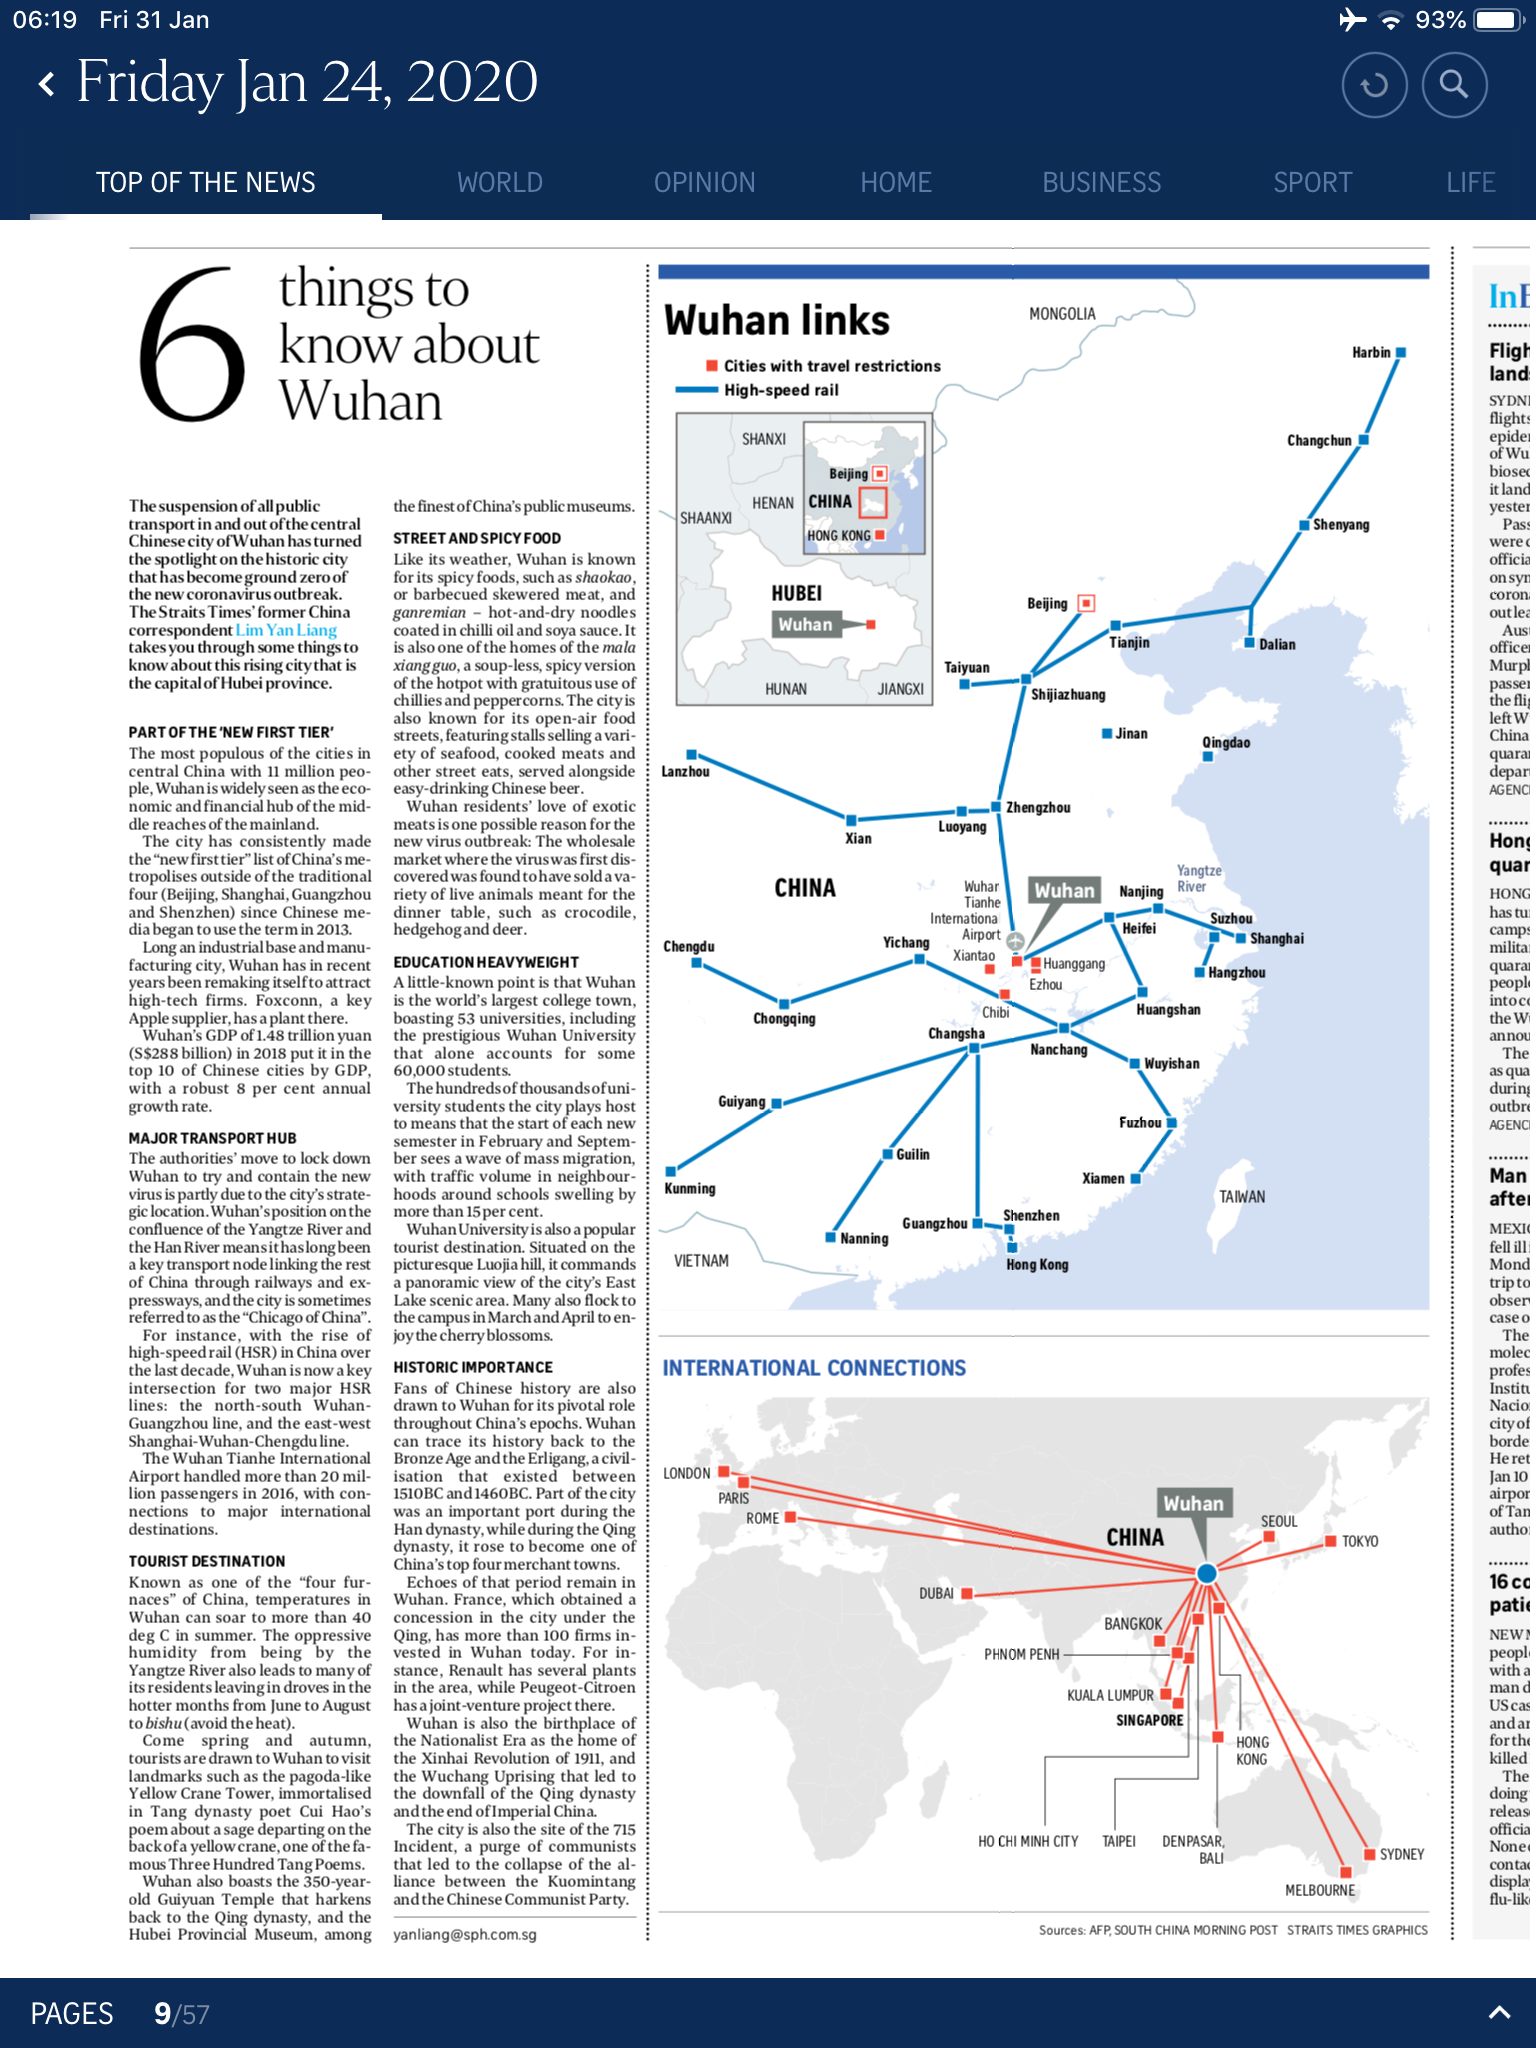 06:19 Fri 31 Jan
93%
Friday Jan 24, 2020
TOP OF THE NEWS WORLD OPINION HOME BUSINESS SPORT LIFE
6 things to
know about
Wuhan
The suspension of all public
transport in and out of the central
Chinese city of Wuhan has turned
the spotlight on the historic city
that has become ground zero of
the new coronavirus outbreak.
The Straits Times' former China
correspondent Lim Yan Liang
takes you through some things to
know about this rising city that is
the capital of Hubei province.
PART OF THE 'NEW FIRST TIER'
The most populous of the cities in
central China with 11 million peo-
ple, Wuhan is widely seen as the eco-
nomic and financial hub of the mid-
dle reaches of the mainland.
The city has consistently made
the "new first tier" list of China's me-
tropolises outside of the traditional
four (Beijing, Shanghai, Guangzhou
and Shenzhen) since Chinese me-
dia began to use the term in 2013.
Long an industrial base and manu-
facturing city, Wuhan has in recent
years been remaking itself to attract
high-tech firms. Foxconn, a key
Apple supplier, has a plant there.
Wuhan's GDP of 1.48 trillion yuan
(S$288 billion) in 2018 put it in the
top 10 of Chinese cities by GDP,
with a robust 8 per cent annual
growth rate.
MAJOR TRANSPORT HUB
The authorities' move to lock down
Wuhan to try and contain the new
virus is partly due to the city's strate-
gic location. Wuhan's position on the
confluence of the Yangtze River and
the Han River means it has long been
a key transport node linking the rest
of China through railways and ex-
pressways, and the city is sometimes
referred to as the "Chicago of China".
For instance, with the rise of
high-speed rail (HSR) in China over
the last decade, Wuhan is now a key
intersection for two major HSR
lines: the north-south Wuhan-
Guangzhou line, and the east-west
Shanghai-Wuhan-Chengdu line.
The Wuhan Tianhe International
Airport handled more than 20 mil-
lion passengers in 2016, with con-
nections to major international
destinations.
TOURIST DESTINATION
Known as one of the "four fur-
naces" of China, temperatures in
Wuhan can soar to more than 40
deg C in summer. The oppressive
humidity from being by the
Yangtze River also leads to many of
its residents leaving in droves in the
hotter months from June to August
to bishu (avoid the heat).
Come spring and autumn,
tourists are drawn to Wuhan to visit
landmarks such as the pagoda-like
Yellow Crane Tower, immortalised
in Tang dynasty poet Cui Hao's
poem about a sage departing on the
back of a yellow crane, one of the fa-
mous Three Hundred Tang Poems.
Wuhan also boasts the 350-year-
old Guiyuan Temple that harkens
back to the Qing dynasty, and the
Hubei Provincial Museum, among
the finest of China's public museums.
STREET AND SPICY FOOD
Like its weather, Wuhan is known
for its spicy foods, such as shaokao,
or barbecued skewered meat, and
ganremian – hot-and-dry noodles
coated in chilli oil and soya sauce. It
is also one of the homes of the mala
xiang guo, a soup-less, spicy version
of the hotpot with gratuitous use of
chillies and peppercorns. The city is
also known for its open-air food
streets, featuring stalls selling a vari-
ety of seafood, cooked meats and
other street eats, served alongside
easy-drinking Chinese beer.
Wuhan residents' love of exotic
meats is one possible reason for the
new virus outbreak: The wholesale
market where the virus was first dis-
covered was found to have sold a va-
riety of live animals meant for the
dinner table, such as crocodile,
hedgehog and deer.
EDUCATION HEAVYWEIGHT
A little-known point is that Wuhan
is the world's largest college town,
boasting 53 universities, including
the prestigious Wuhan University
that alone accounts for some
60,000 students.
The hundreds of thousands of uni-
versity students the city plays host
to means that the start of each new
semester in February and Septem-
ber sees a wave of mass migration,
with traffic volume in neighbour-
hoods around schools swelling by
more than 15 per cent.
Wuhan University is also a popular
tourist destination. Situated on the
picturesque Luojia hill, it commands
a panoramic view of the city's East
Lake scenic area. Many also flock to
the campus in March and April to en-
joy the cherry blossoms.
HISTORIC IMPORTANCE
Fans of Chinese history are also
drawn to Wuhan for its pivotal role
throughout China's epochs. Wuhan
can trace its history back to the
Bronze Age and the Erligang, a civil-
isation that existed between
1510BC and 1460BC. Part of the city
was an important port during the
Han dynasty, while during the Qing
dynasty, it rose to become one of
China's top four merchant towns.
Echoes of that period remain in
Wuhan. France, which obtained a
concession in the city under the
Qing, has more than 100 firms in-
vested in Wuhan today. For in-
stance, Renault has several plants
in the area, while Peugeot-Citroen
has a joint-venture project there.
Wuhan is also the birthplace of
the Nationalist Era as the home of
the Xinhai Revolution of 1911, and
the Wuchang Uprising that led to
the downfall of the Qing dynasty
and the end of Imperial China.
The city is also the site of the 715
Incident, a purge of communists
that led to the collapse of the al-
liance between the Kuomintang
and the Chinese Communist Party.
yanliang@sph.com.sg
Wuhan links
Cities with travel restrictions
High-speed rail
SHANXI
HENAN
SHAANXI
Beijing
CHINA
HONG KONG
HUBEI
Wuhan
HUNAN
JIANGXI
MONGOLIA
Harbin
Changchun
Shenyang
Beijing
Tianjin
Dalian
Taiyuan
Shijiazhuang
Jinan
Qingdao
Lanzhou
Xian
Luoyang
Zhengzhou
CHINA
Yangtze
River
Wuhar
Tianhe
Internationa
Airport
Wuhan
Nanjing
Heifei
Suzhou
Shanghai
Hangzhou
Chengdu
Yichang
Xiantao
Huanggang
Ezhou
Chibi
Chongqing
Huangshan
Changsha
Nanchang
Wuyishan
Guiyang
Fuzhou
Guilin
Xiamen
Kunming
TAIWAN
Nanning
Guangzhou
Shenzhen
Hong Kong
VIETNAM
INTERNATIONAL CONNECTIONS
LONDON
PARIS
ROME
Wuhan
CHINA
SEOUL
TOKYO
DUBAI
BANGKOK
PHNOM PENH
KUALA LUMPUR
SINGAPORE
HONG
KONG
HO CHI MINH CITY
TAIPEI
DENPASAR,
BALI
SYDNEY
MELBOURNE
Sources: AFP, SOUTH CHINA MORNING POST STRAITS TIMES GRAPHICS
PAGES 9/57